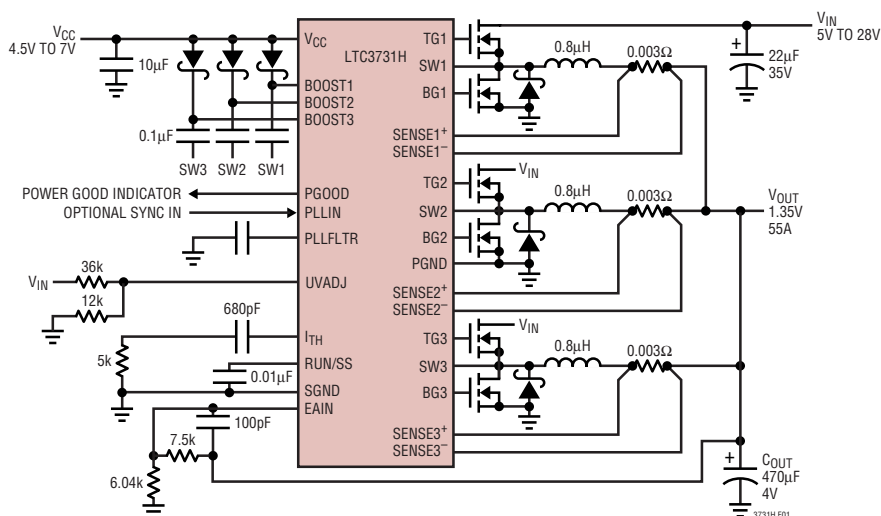 VCC
4.5V TO 7V
10µF
0.1µF
SW3 SW2 SW1
POWER GOOD INDICATOR
OPTIONAL SYNC IN
VIN
36k
12k
680pF
5k
0.01µF
100pF
7.5k
6.04k
LTC3731H
VCC
BOOST1
BOOST2
BOOST3
PGOOD
PLLIN
PLLFLTR
UVADJ
ITH
RUN/SS
SGND
EAIN
TG1
SW1
BG1
SENSE1+
SENSE1–
TG2
SW2
BG2
PGND
SENSE2+
SENSE2–
TG3
SW3
BG3
SENSE3+
SENSE3–
0.8µH
0.003Ω
VIN
5V TO 28V
+
22µF
35V
VIN
0.8µH
0.003Ω
VOUT
1.35V
55A
VIN
0.8µH
0.003Ω
+
COUT
470µF
4V
3731H F01